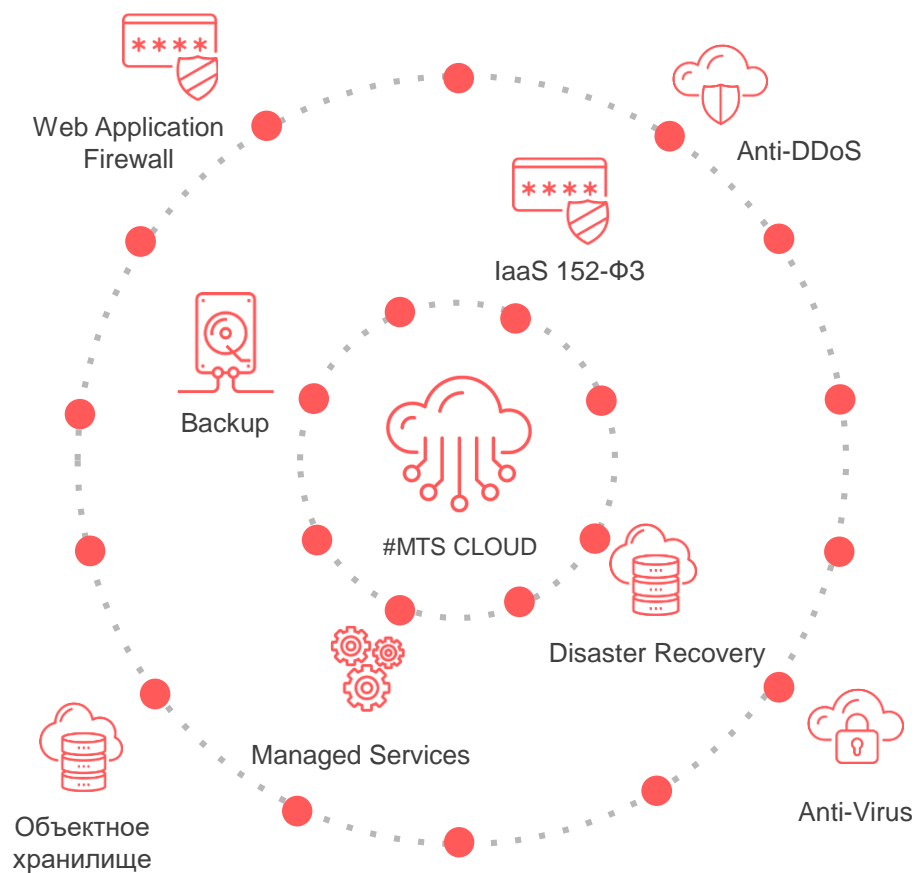 Web Application
Firewall
Anti-DDoS
IaaS 152-ФЗ
Backup
#MTS CLOUD
Disaster Recovery
Managed Services
Anti-Virus
Объектное
хранилище